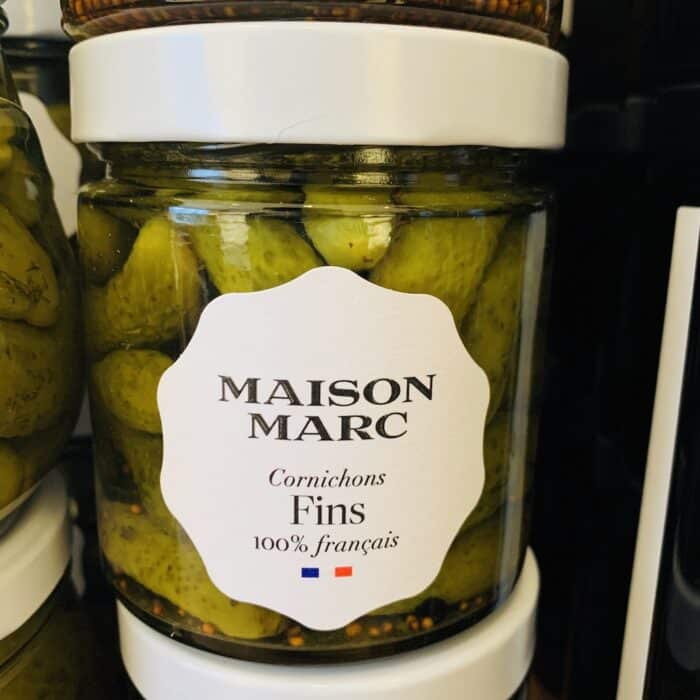 MAISON
MARC
Cornichons
Fins
100% français